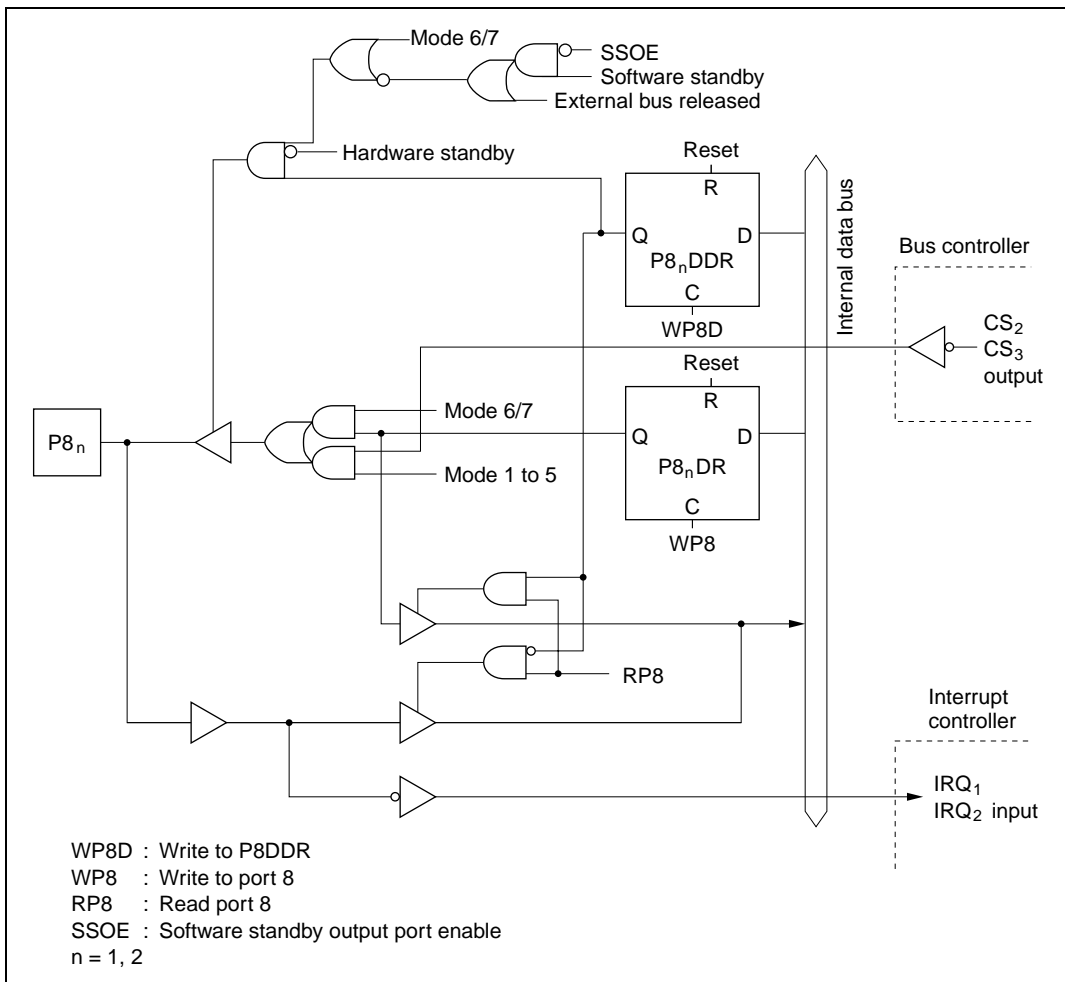 Mode 6/7
SSOE
Software standby
External bus released
Hardware standby
Reset
R
Q
D
P8nDDR
C
WP8D
Internal data bus
Bus controller
CS2
CS3
output
Reset
R
Mode 6/7
Q
D
P8n
P8nDR
Mode 1 to 5
C
WP8
RP8
Interrupt
controller
IRQ1
IRQ2 input
WP8D : Write to P8DDR
WP8 : Write to port 8
RP8 : Read port 8
SSOE : Software standby output port enable
n = 1, 2